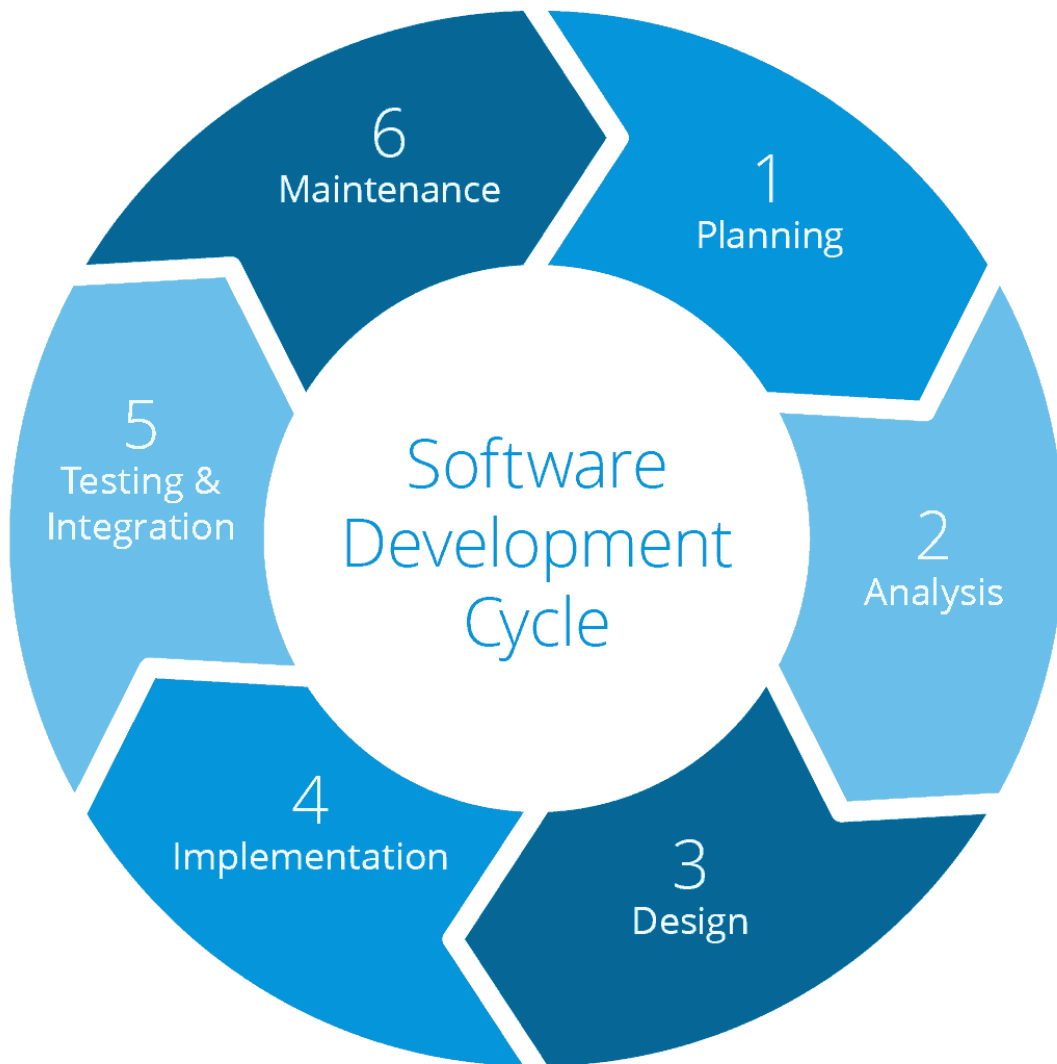 Software
Development
Cycle
1
Planning
2
Analysis
3
Design
4
Implementation
5
Testing &
Integration
6
Maintenance